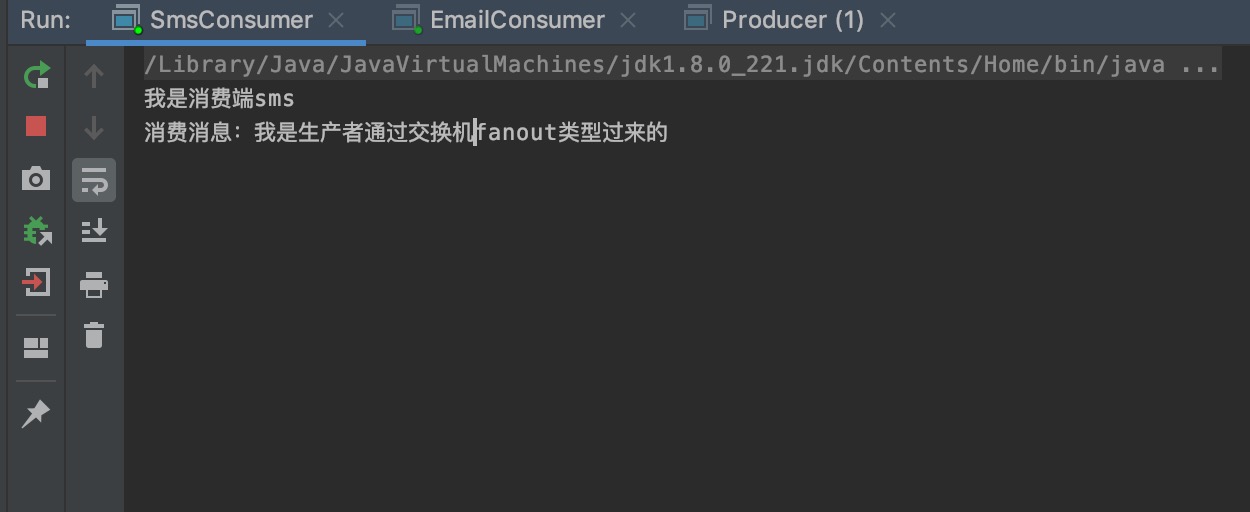 Run: SmsConsumer EmailConsumer Producer (1)
/Library/Java/JavaVirtualMachines/jdk1.8.0_221.jdk/Contents/Home/bin/java ...
我是消费端sms
消费消息：我是生产者通过交换机fanout类型过来的